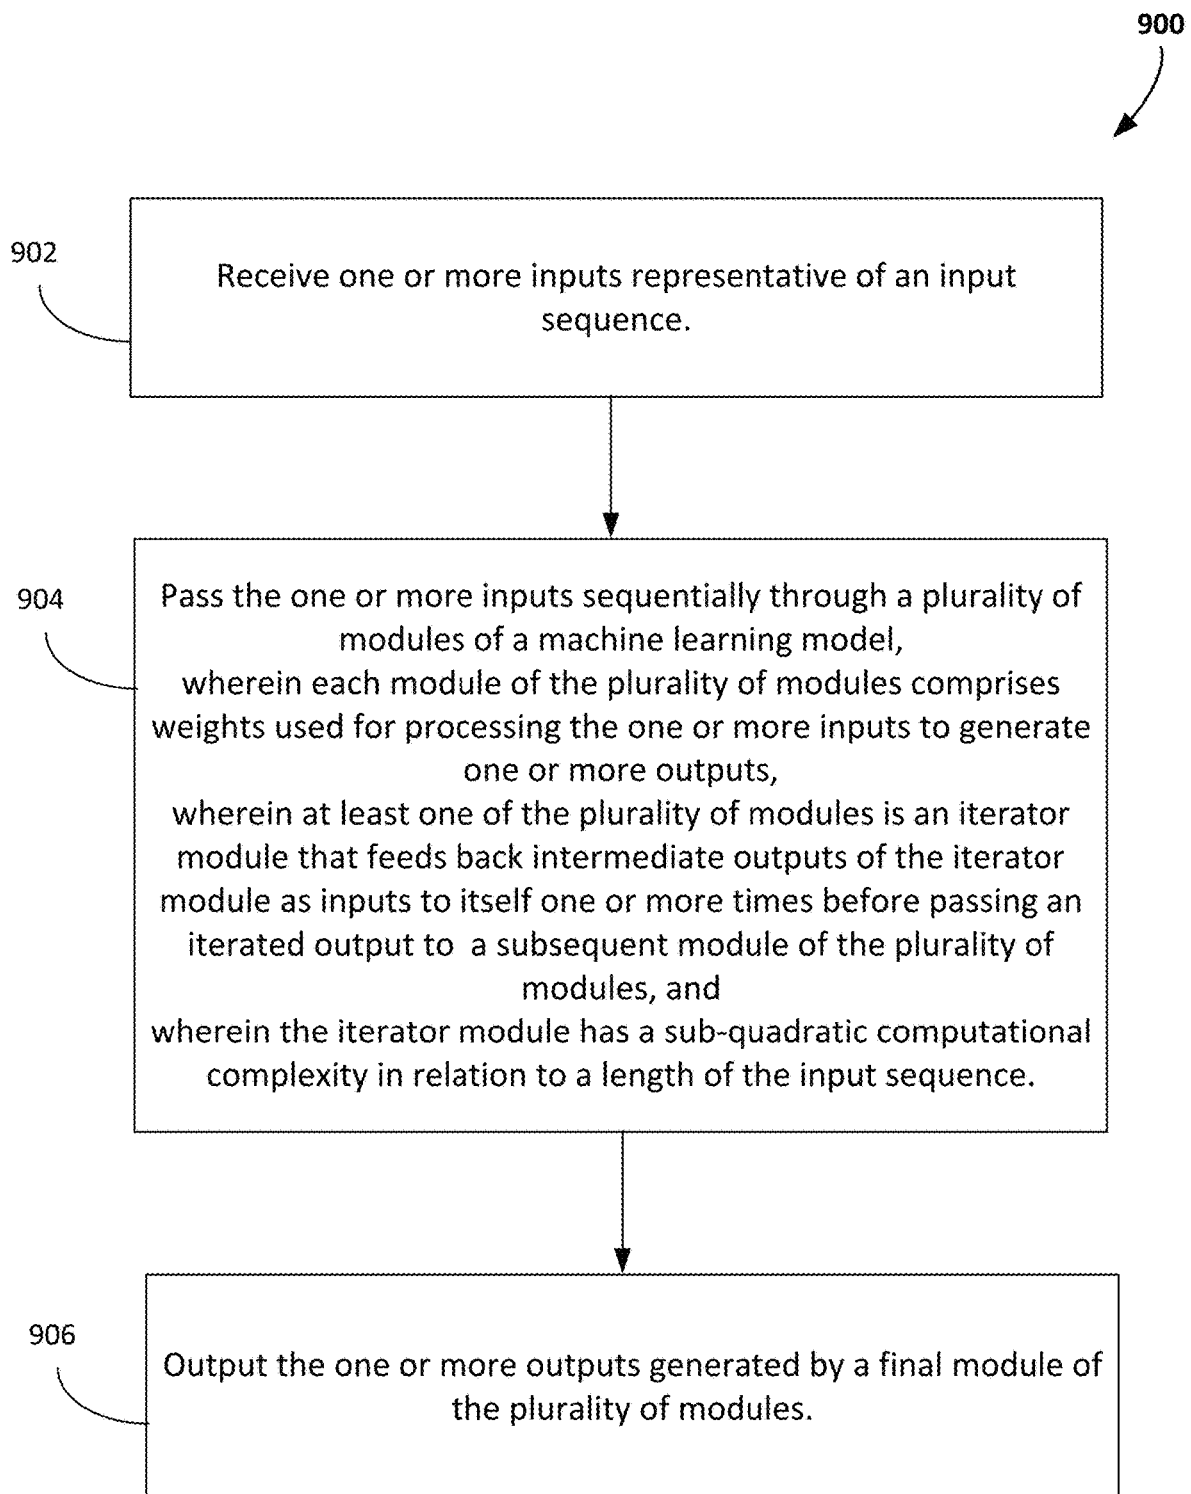 900
902
Receive one or more inputs representative of an input
sequence.
904
Pass the one or more inputs sequentially through a plurality of
modules of a machine learning model,
wherein each module of the plurality of modules comprises
weights used for processing the one or more inputs to generate
one or more outputs,
wherein at least one of the plurality of modules is an iterator
module that feeds back intermediate outputs of the iterator
module as inputs to itself one or more times before passing an
iterated output to a subsequent module of the plurality of
modules, and
wherein the iterator module has a sub-quadratic computational
complexity in relation to a length of the input sequence.
906
Output the one or more outputs generated by a final module of
the plurality of modules.